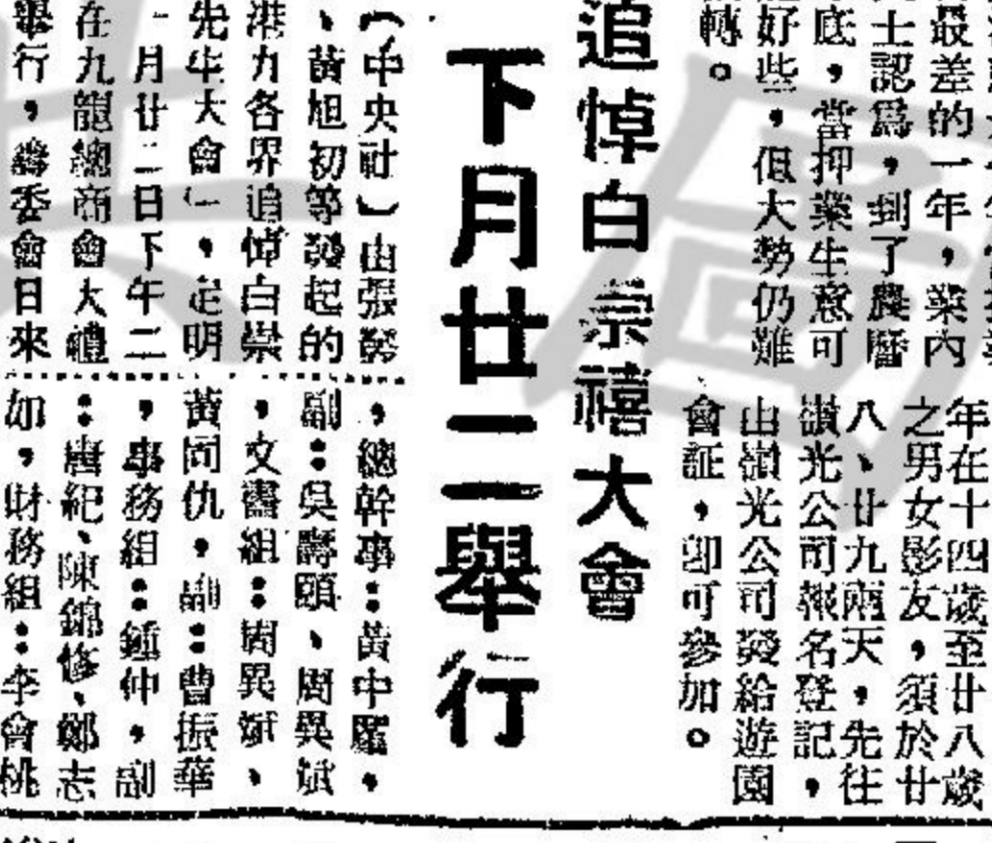 最差的一年，業內
士認爲，到了農曆
底，當押業生意可
好些，但大勢仍難
轉。
年在十四歲至廿八歲
之男女影友，須於廿
八、廿九兩天，先往
嶺光公司報名登記，
由嶺光公司發給遊園
會証，卽可參加。
追悼白崇禧大會
下月廿二舉行
（中央社）由張發
、黃旭初等發起的
港九各界追悼白崇
先生大會」，定明
一月廿二日下午二
在九龍總商會大禮
舉行，籌委會日來
，總幹事：黃中，
副：吳壽頤、周異斌
，文書組：周異斌、
黃同仇，副：曹振華
，事務組：鍾仲，副
：唐紀、陳錦修、鄭志
如，財務組：李會桃